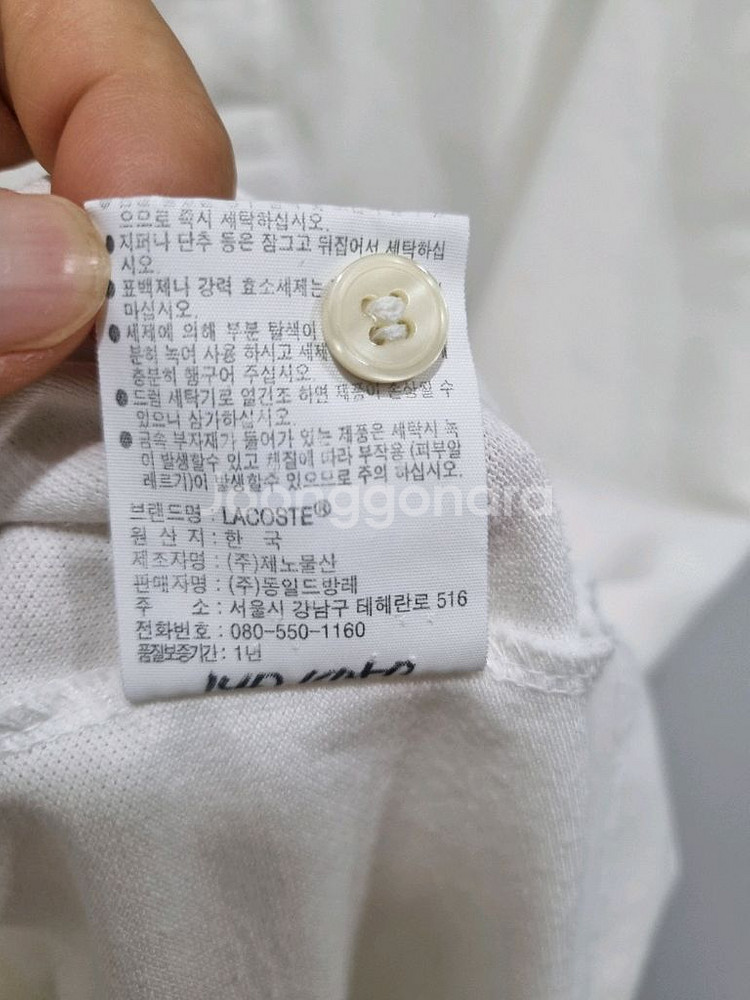 으므로 즉시 세탁하십시오.
● 지퍼나 단추 등은 잠그고 뒤집어서 세탁하십
시오.
● 표백제나 강력 효소세제는
마십시오.
● 세제에 의해 부분 탈색이
분히 녹여 사용 하시고 세제
충분히 헹구어 주십시오.
● 드럼 세탁기로 열건조 하면 제품이 손상될 수
있으니 삼가하십시오.
● 금속 부자재가 들어가 있는 제품은 세탁시 녹
이 발생할수 있고 체질에 따라 부작용 (피부알
레르기)이 발생할수 있으므로 주의 하십시오.
브랜드명 : LACOSTE®
원 산 지 : 한 국
제조자명 : (주)제노물산
판매자명 : (주)동일드방레
주 소 : 서울시 강남구 테헤란로 516
전화번호 : 080-550-1160
품질보증기간 : 1년
Joonggonara